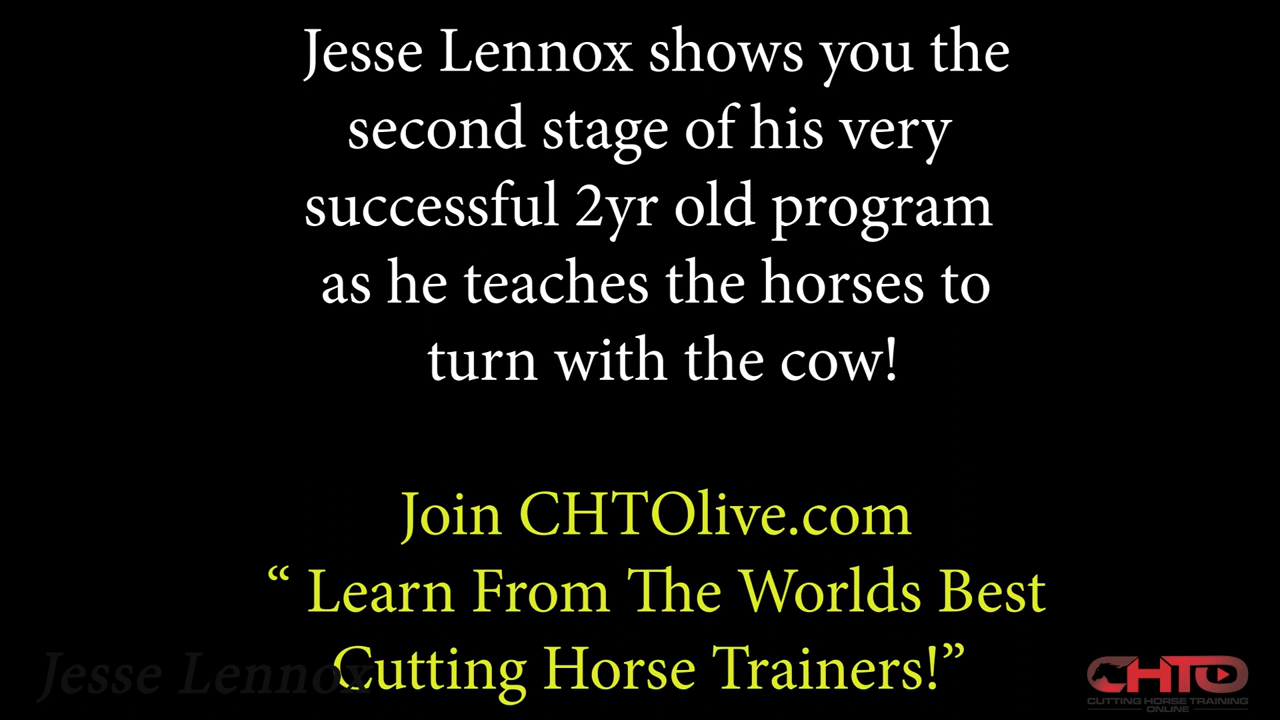 Jesse Lennox shows you the
second stage of his very
successful 2yr old program
as he teaches the horses to
turn with the cow!
Join CHTOlive.com
“ Learn From The Worlds Best
Cutting Horse Trainers!”
Jesse Lennox
CHTO
CUTTING HORSE TRAINING
ONLINE